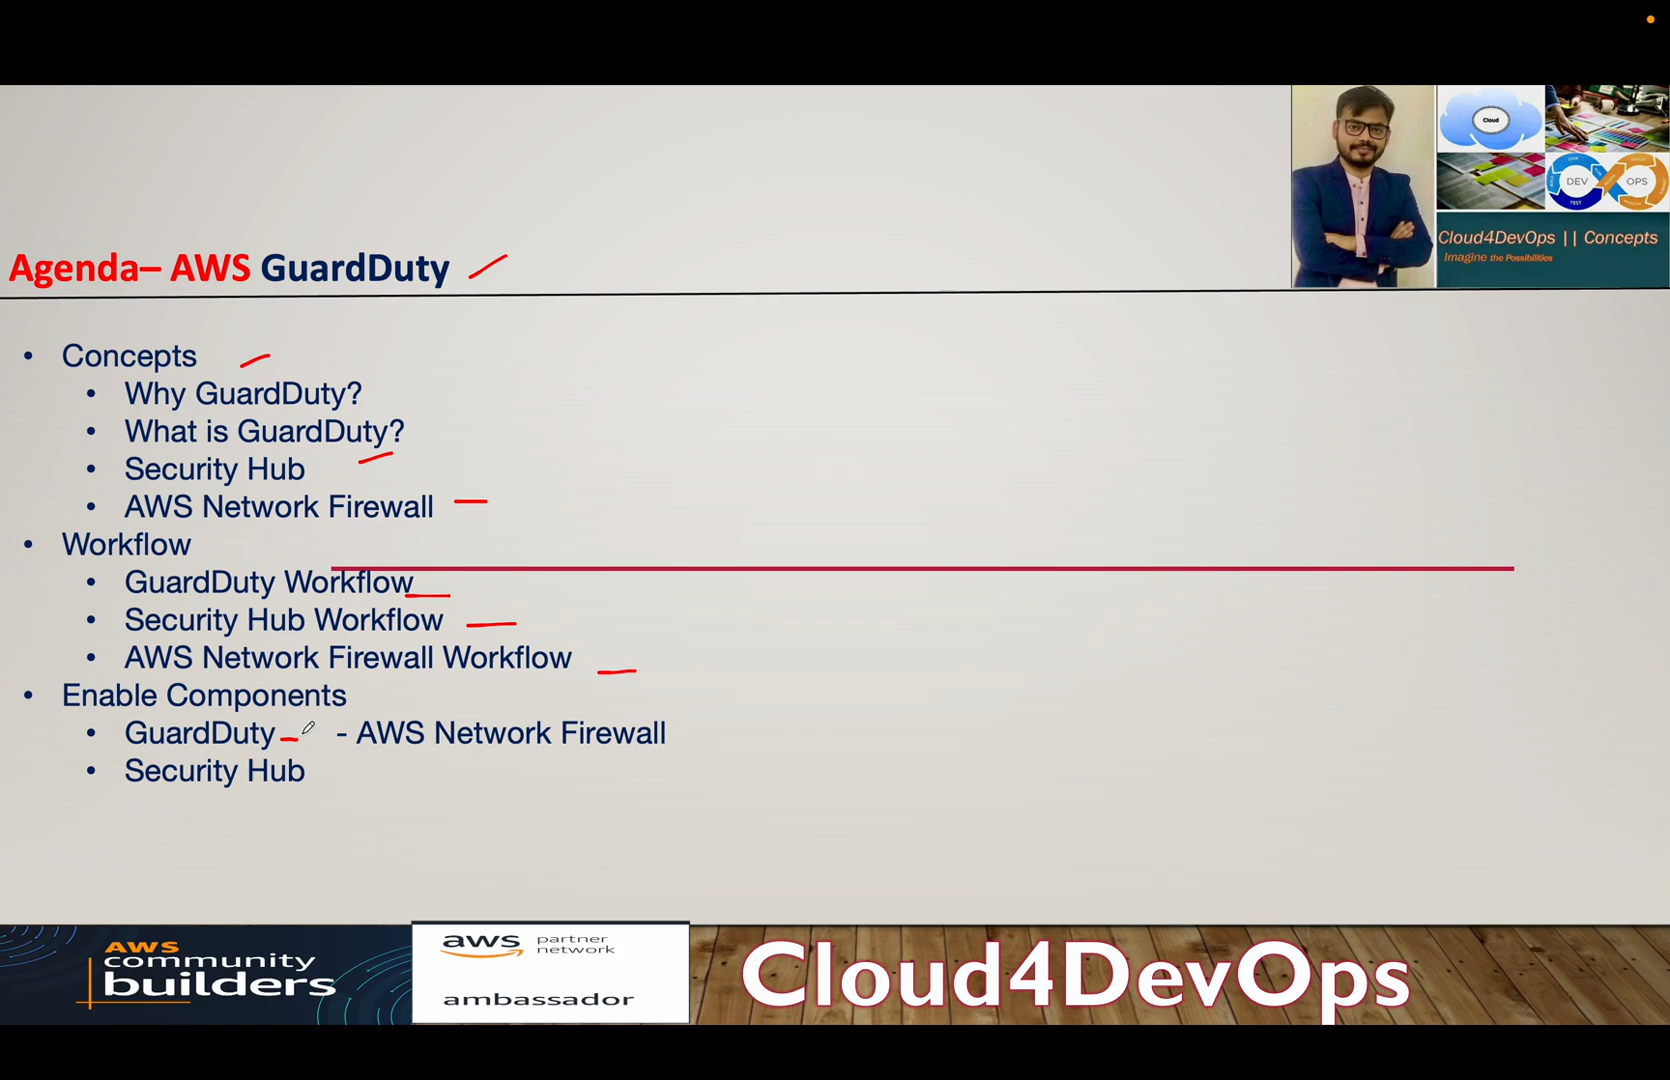 Cloud
DEV OPS
TEST
Cloud4DevOps || Concepts
Imagine the Possibilities
Agenda– AWS GuardDuty
• Concepts
• Why GuardDuty?
• What is GuardDuty?
• Security Hub
• AWS Network Firewall
• Workflow
• GuardDuty Workflow
• Security Hub Workflow
• AWS Network Firewall Workflow
• Enable Components
• GuardDuty - AWS Network Firewall
• Security Hub
AWS
community
builders
aws partner
network
ambassador
Cloud4DevOps